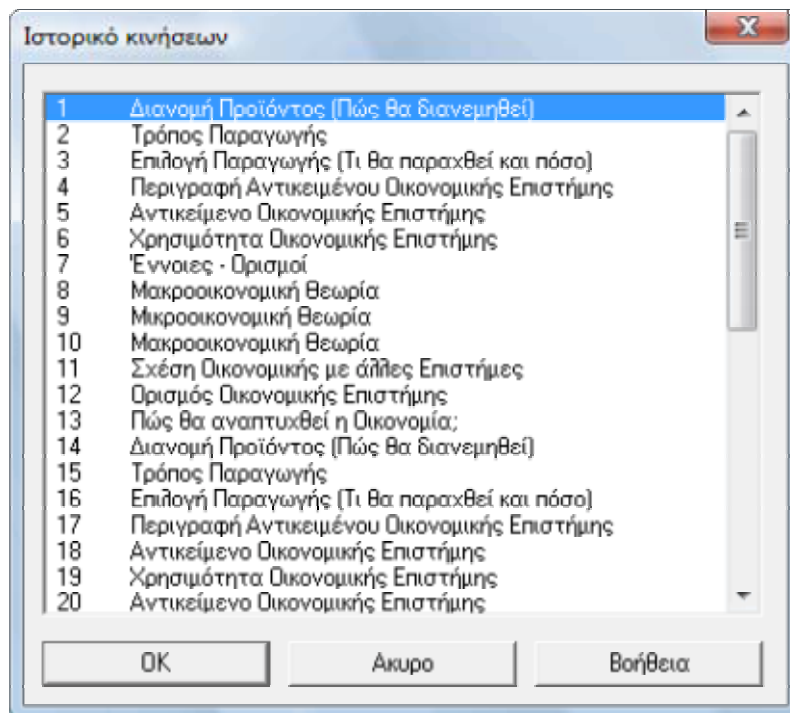 Ιστορικό κινήσεων
1 Διανομή Προϊόντος (Πώς θα διανεμηθεί)
2 Τρόπος Παραγωγής
3 Επιλογή Παραγωγής (Τι θα παραχθεί και πόσο)
4 Περιγραφή Αντικειμένου Οικονομικής Επιστήμης
5 Αντικείμενο Οικονομικής Επιστήμης
6 Χρησιμότητα Οικονομικής Επιστήμης
7 Έννοιες - Ορισμοί
8 Μακροοικονομική Θεωρία
9 Μικροοικονομική Θεωρία
10 Μακροοικονομική Θεωρία
11 Σχέση Οικονομικής με άλλες Επιστήμες
12 Ορισμός Οικονομικής Επιστήμης
13 Πώς θα αναπτυχθεί η Οικονομία;
14 Διανομή Προϊόντος (Πώς θα διανεμηθεί)
15 Τρόπος Παραγωγής
16 Επιλογή Παραγωγής (Τι θα παραχθεί και πόσο)
17 Περιγραφή Αντικειμένου Οικονομικής Επιστήμης
18 Αντικείμενο Οικονομικής Επιστήμης
19 Χρησιμότητα Οικονομικής Επιστήμης
20 Αντικείμενο Οικονομικής Επιστήμης
OK Ακυρο Βοήθεια